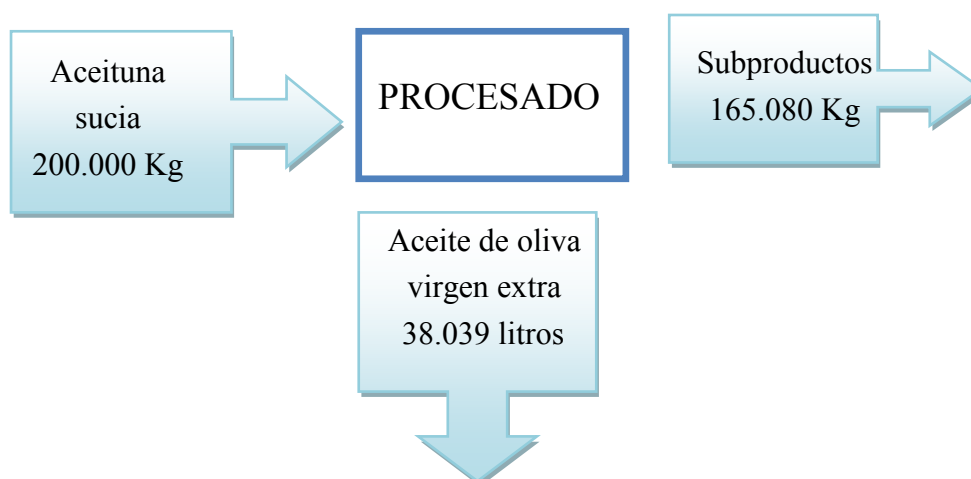 Aceituna
sucia
200.000 Kg
PROCESADO
Subproductos
165.080 Kg
Aceite de oliva
virgen extra
38.039 litros